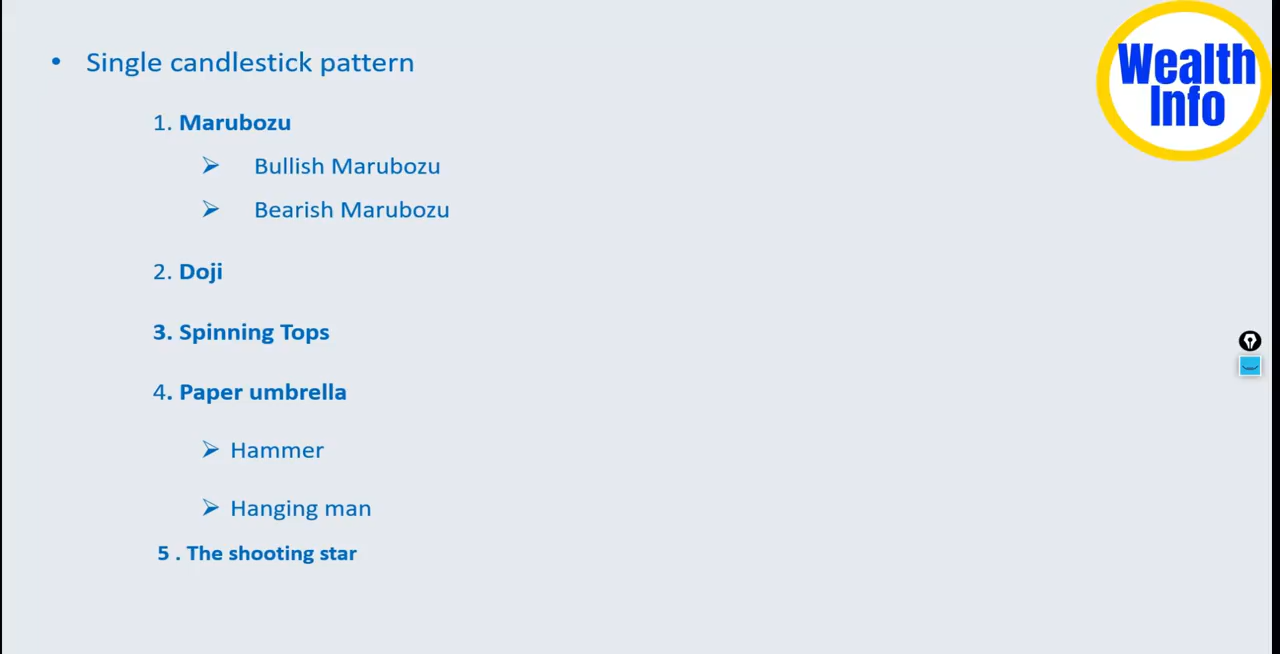 • Single candlestick pattern
1. Marubozu
➢ Bullish Marubozu
➢ Bearish Marubozu
2. Doji
3. Spinning Tops
4. Paper umbrella
➢ Hammer
➢ Hanging man
5 . The shooting star
Wealth
Info